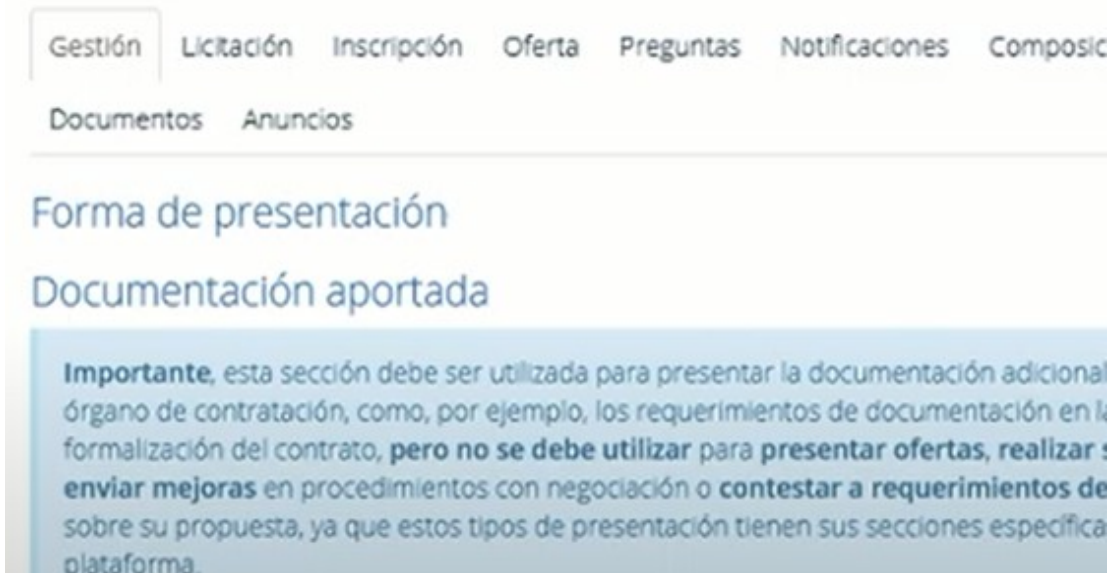 Gestión Licitación Inscripción Oferta Preguntas Notificaciones Composic
Documentos Anuncios
Forma de presentación
Documentación aportada
Importante, esta sección debe ser utilizada para presentar la documentación adicional
órgano de contratación, como, por ejemplo, los requerimientos de documentación en la
formalización del contrato, pero no se debe utilizar para presentar ofertas, realizar s
enviar mejoras en procedimientos con negociación o contestar a requerimientos de
sobre su propuesta, ya que estos tipos de presentación tienen sus secciones específica
plataforma.